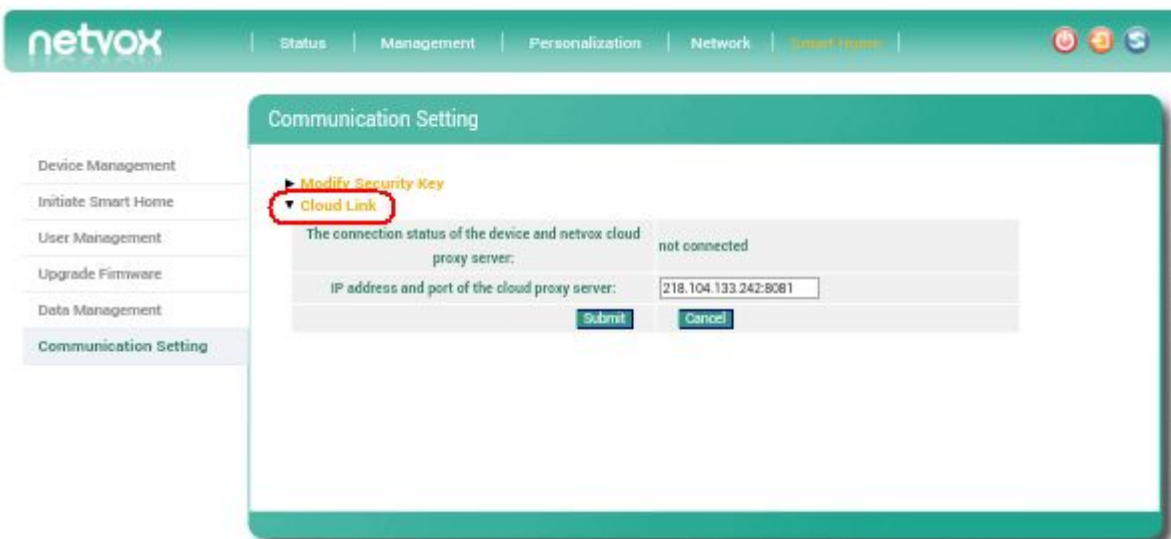 netvox
Status | Management | Personalization | Network | Smart Home |
Communication Setting
Device Management
Initiate Smart Home
User Management
Upgrade Firmware
Data Management
Communication Setting
Modify Security Key
Cloud Link
The connection status of the device and netvox cloud
proxy server:
not connected
IP address and port of the cloud proxy server:
218.104.133.242:8081
Submit
Cancel